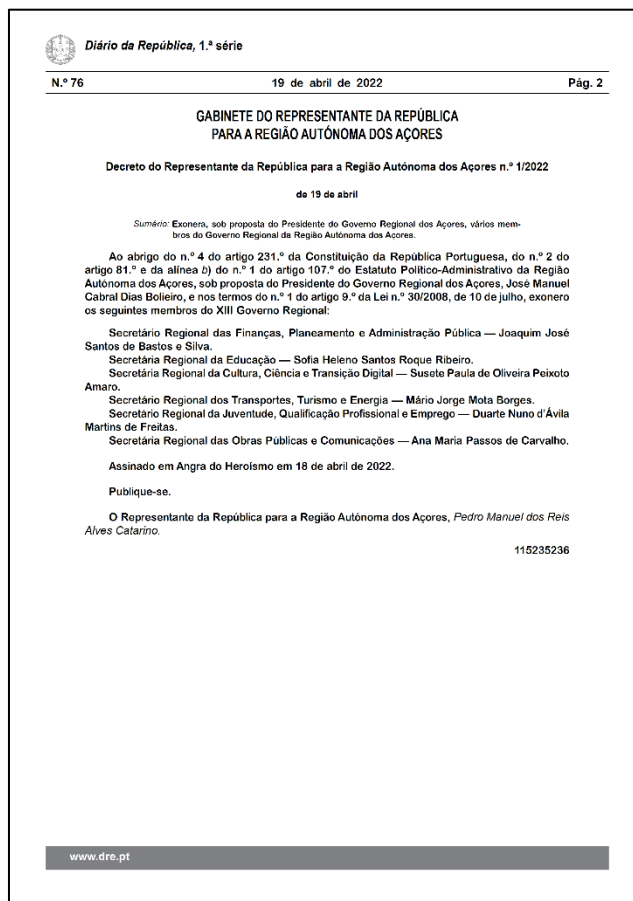 Diário da República, 1.ª série
N.º 76 19 de abril de 2022 Pág. 2
GABINETE DO REPRESENTANTE DA REPÚBLICA
PARA A REGIÃO AUTÓNOMA DOS AÇORES
Decreto do Representante da República para a Região Autónoma dos Açores n.º 1/2022
de 19 de abril
Sumário: Exonera, sob proposta do Presidente do Governo Regional dos Açores, vários mem-
bros do Governo Regional da Região Autónoma dos Açores.
Ao abrigo do n.º 4 do artigo 231.º da Constituição da República Portuguesa, do n.º 2 do
artigo 81.º e da alínea b) do n.º 1 do artigo 107.º do Estatuto Político-Administrativo da Região
Autónoma dos Açores, sob proposta do Presidente do Governo Regional dos Açores, José Manuel
Cabral Dias Bolieiro, e nos termos do n.º 1 do artigo 9.º da Lei n.º 30/2008, de 10 de julho, exonero
os seguintes membros do XIII Governo Regional:
Secretário Regional das Finanças, Planeamento e Administração Pública — Joaquim José
Santos de Bastos e Silva.
Secretária Regional da Educação — Sofia Heleno Santos Roque Ribeiro.
Secretária Regional da Cultura, Ciência e Transição Digital — Susete Paula de Oliveira Peixoto
Amaro.
Secretário Regional dos Transportes, Turismo e Energia — Mário Jorge Mota Borges.
Secretário Regional da Juventude, Qualificação Profissional e Emprego — Duarte Nuno d'Ávila
Martins de Freitas.
Secretária Regional das Obras Públicas e Comunicações — Ana Maria Passos de Carvalho.
Assinado em Angra do Heroísmo em 18 de abril de 2022.
Publique-se.
O Representante da República para a Região Autónoma dos Açores, Pedro Manuel dos Reis
Alves Catarino.
115235236
www.dre.pt